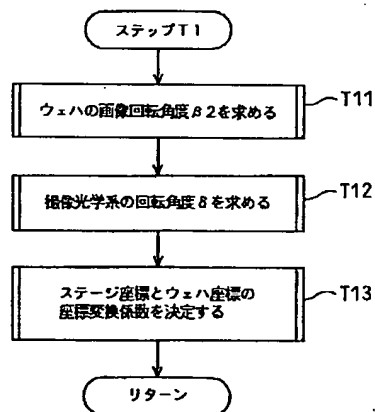 ステップT1
ウェハの画像回転角度β2を求める
T11
撮像光学系の回転角度δを求める
T12
ステージ座標とウェハ座標の
座標変換係数を決定する
T13
リターン